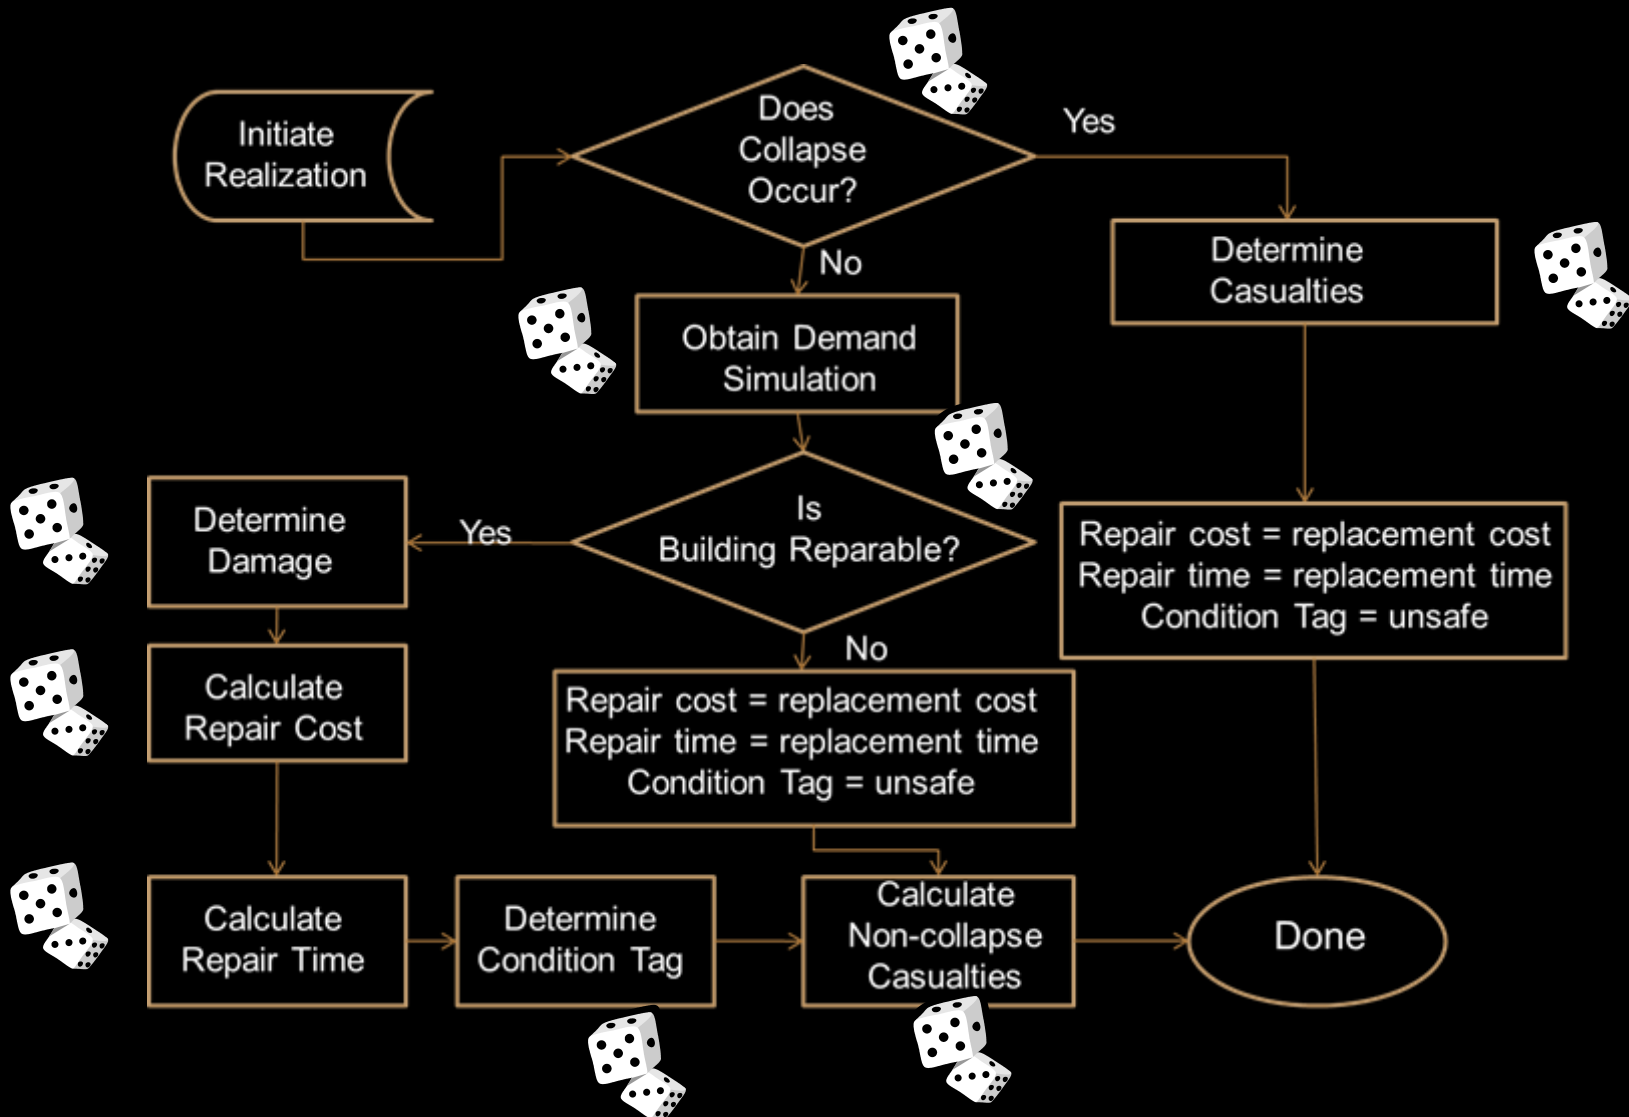 Initiate
Realization
Does
Collapse
Occur?
Yes
No
Determine
Casualties
Obtain Demand
Simulation
Is
Building Reparable?
Yes
No
Determine
Damage
Repair cost = replacement cost
Repair time = replacement time
Condition Tag = unsafe
Calculate
Repair Cost
Repair cost = replacement cost
Repair time = replacement time
Condition Tag = unsafe
Calculate
Repair Time
Determine
Condition Tag
Calculate
Non-collapse
Casualties
Done